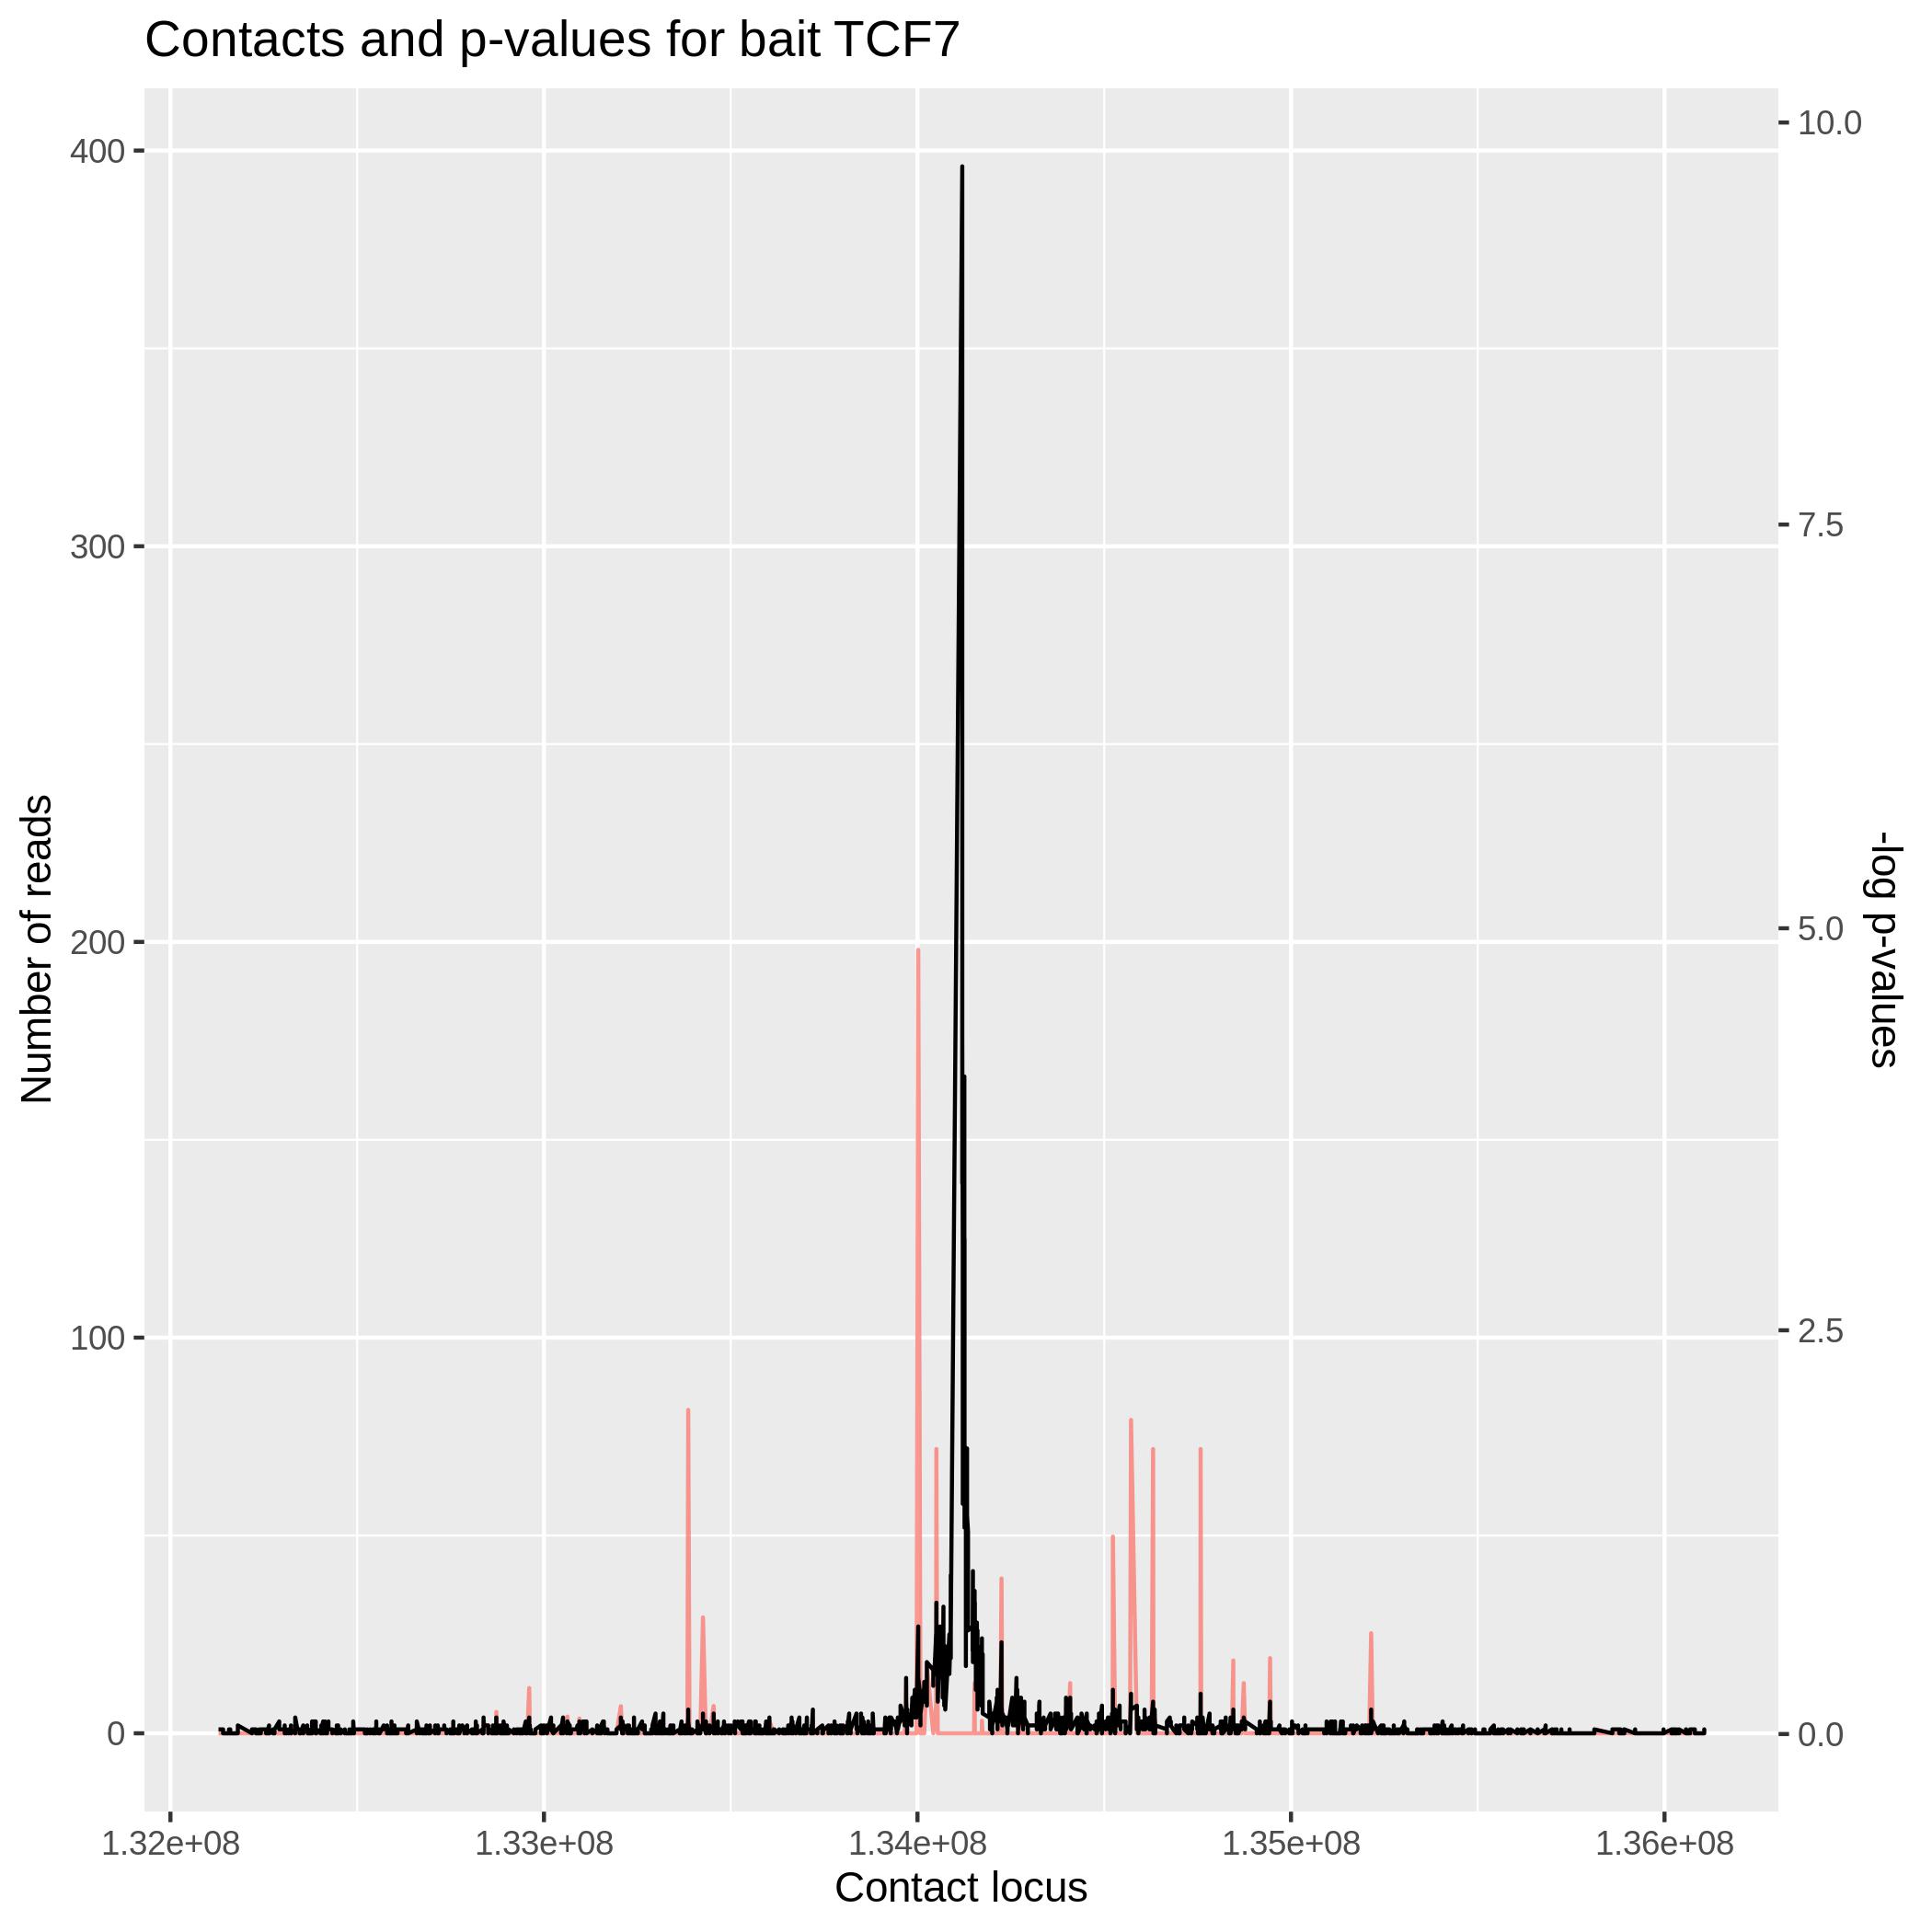 Contacts and p-values for bait TCF7
400
300
200
100
0
Number of reads
10.0
7.5
5.0
2.5
0.0
-log p-values
1.32e+08
1.33e+08
1.34e+08
1.35e+08
1.36e+08
Contact locus